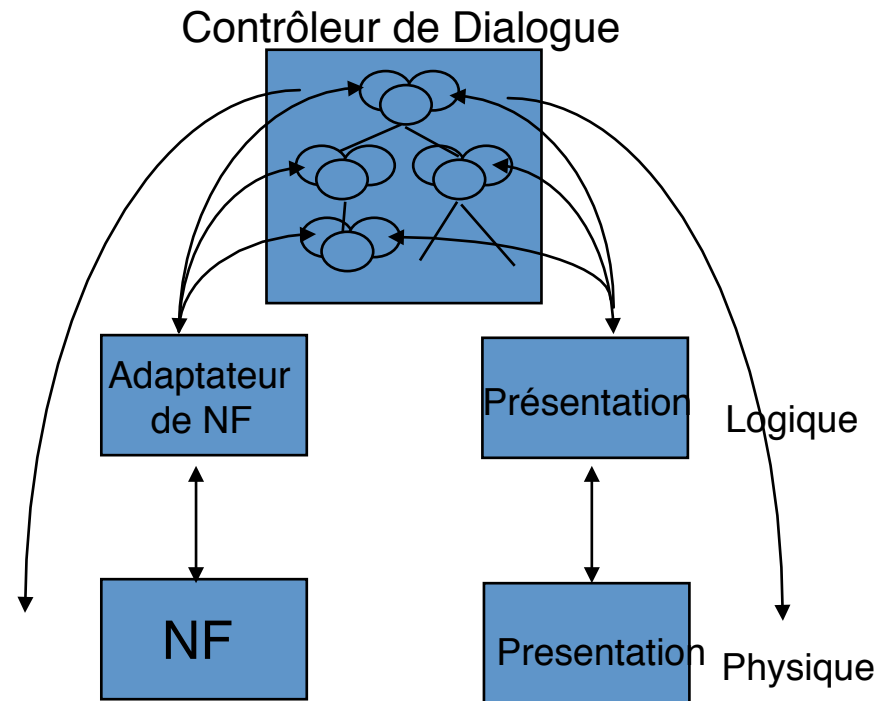 Contrôleur de Dialogue
Adaptateur
de NF
Présentation
Logique
NF
Presentation
Physique